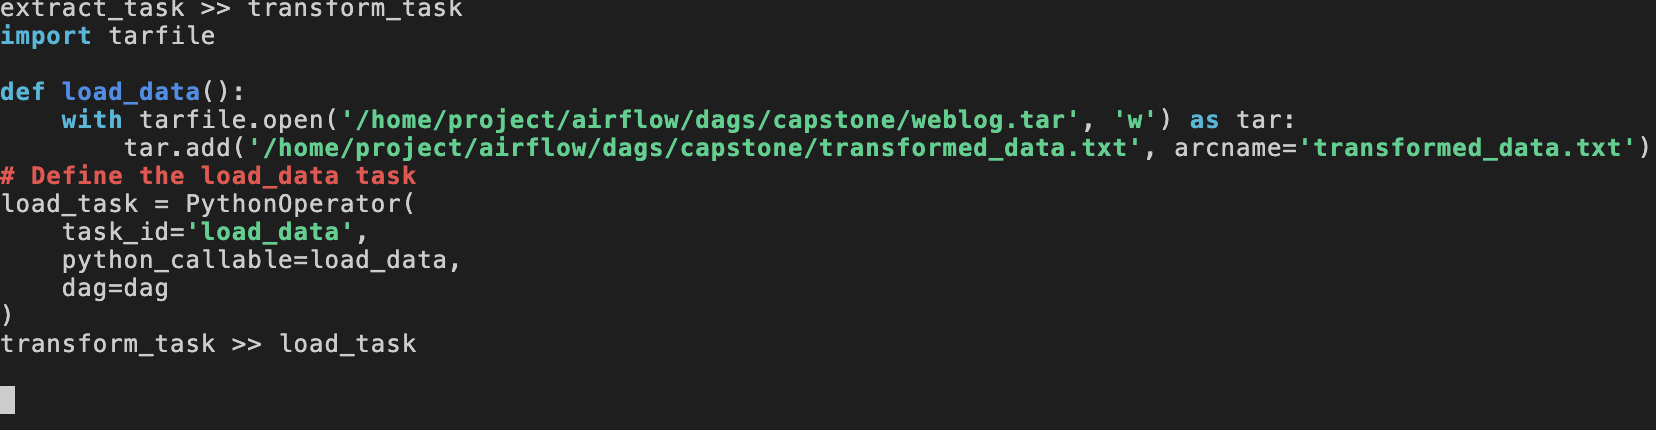 extract_task >> transform_task
import tarfile

def load_data():
    with tarfile.open('/home/project/airflow/dags/capstone/weblog.tar', 'w') as tar:
        tar.add('/home/project/airflow/dags/capstone/transformed_data.txt', arcname='transformed_data.txt')
# Define the load_data task
load_task = PythonOperator(
    task_id='load_data',
    python_callable=load_data,
    dag=dag
)
transform_task >> load_task